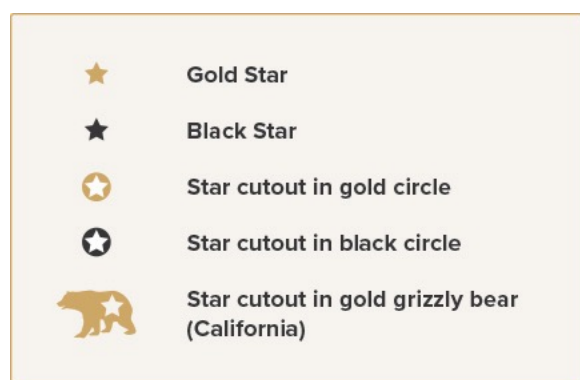 Gold Star
Black Star
Star cutout in gold circle
Star cutout in black circle
Star cutout in gold grizzly bear
(California)